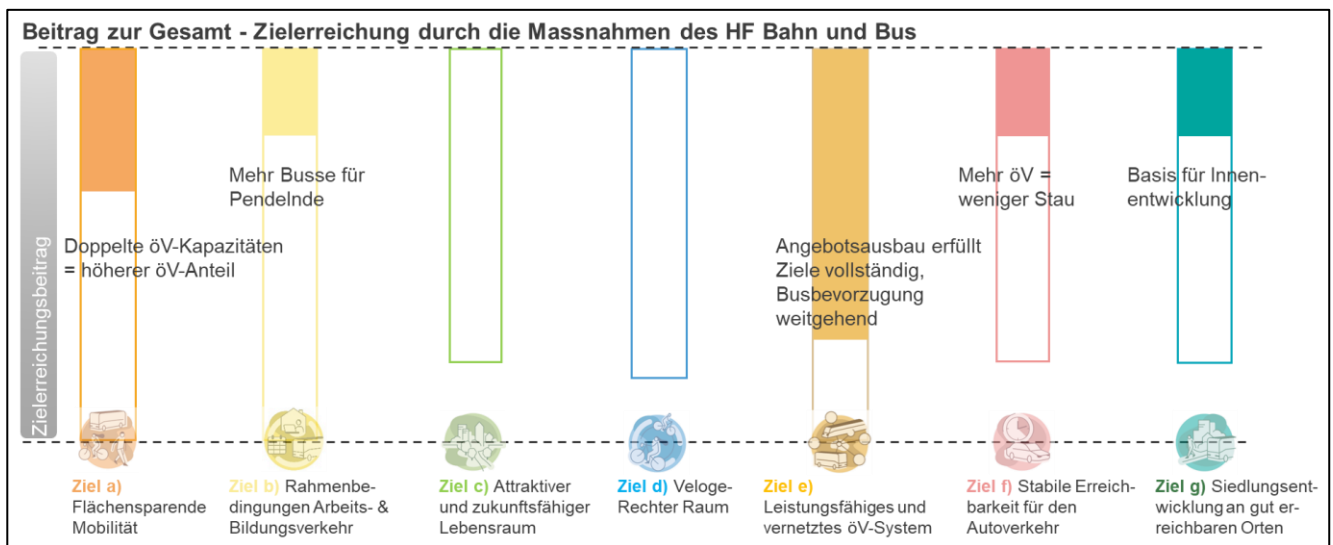 Beitrag zur Gesamt - Zielerreichung durch die Massnahmen des HF Bahn und Bus
Zielerreichungsbeitrag
Doppelte öV-Kapazitäten
= höherer öV-Anteil
Mehr Busse für
Pendelnde
Angebotsausbau erfüllt
Ziele vollständig,
Busbevorzugung
weitgehend
Mehr öV =
weniger Stau
Basis für Innen-
entwicklung
Ziel a)
Flächensparende
Mobilität
Ziel b) Rahmenbe-
dingungen Arbeits- &
Bildungsverkehr
Ziel c) Attraktiver
und zukunftsfähiger
Lebensraum
Ziel d) Veloge-
Rechter Raum
Ziel e)
Leistungsfähiges und
vernetztes öV-System
Ziel f) Stabile Erreich-
barkeit für den
Autoverkehr
Ziel g) Siedlungsent-
wicklung an gut er-
reichbaren Orten